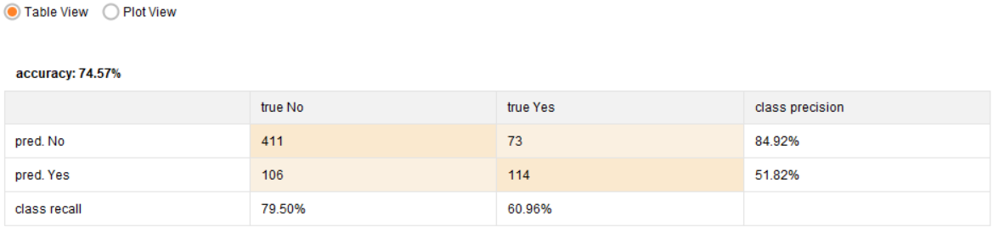 Table View Plot View
accuracy: 74.57%
true No true Yes class precision
pred. No 411 73 84.92%
pred. Yes 106 114 51.82%
class recall 79.50% 60.96%